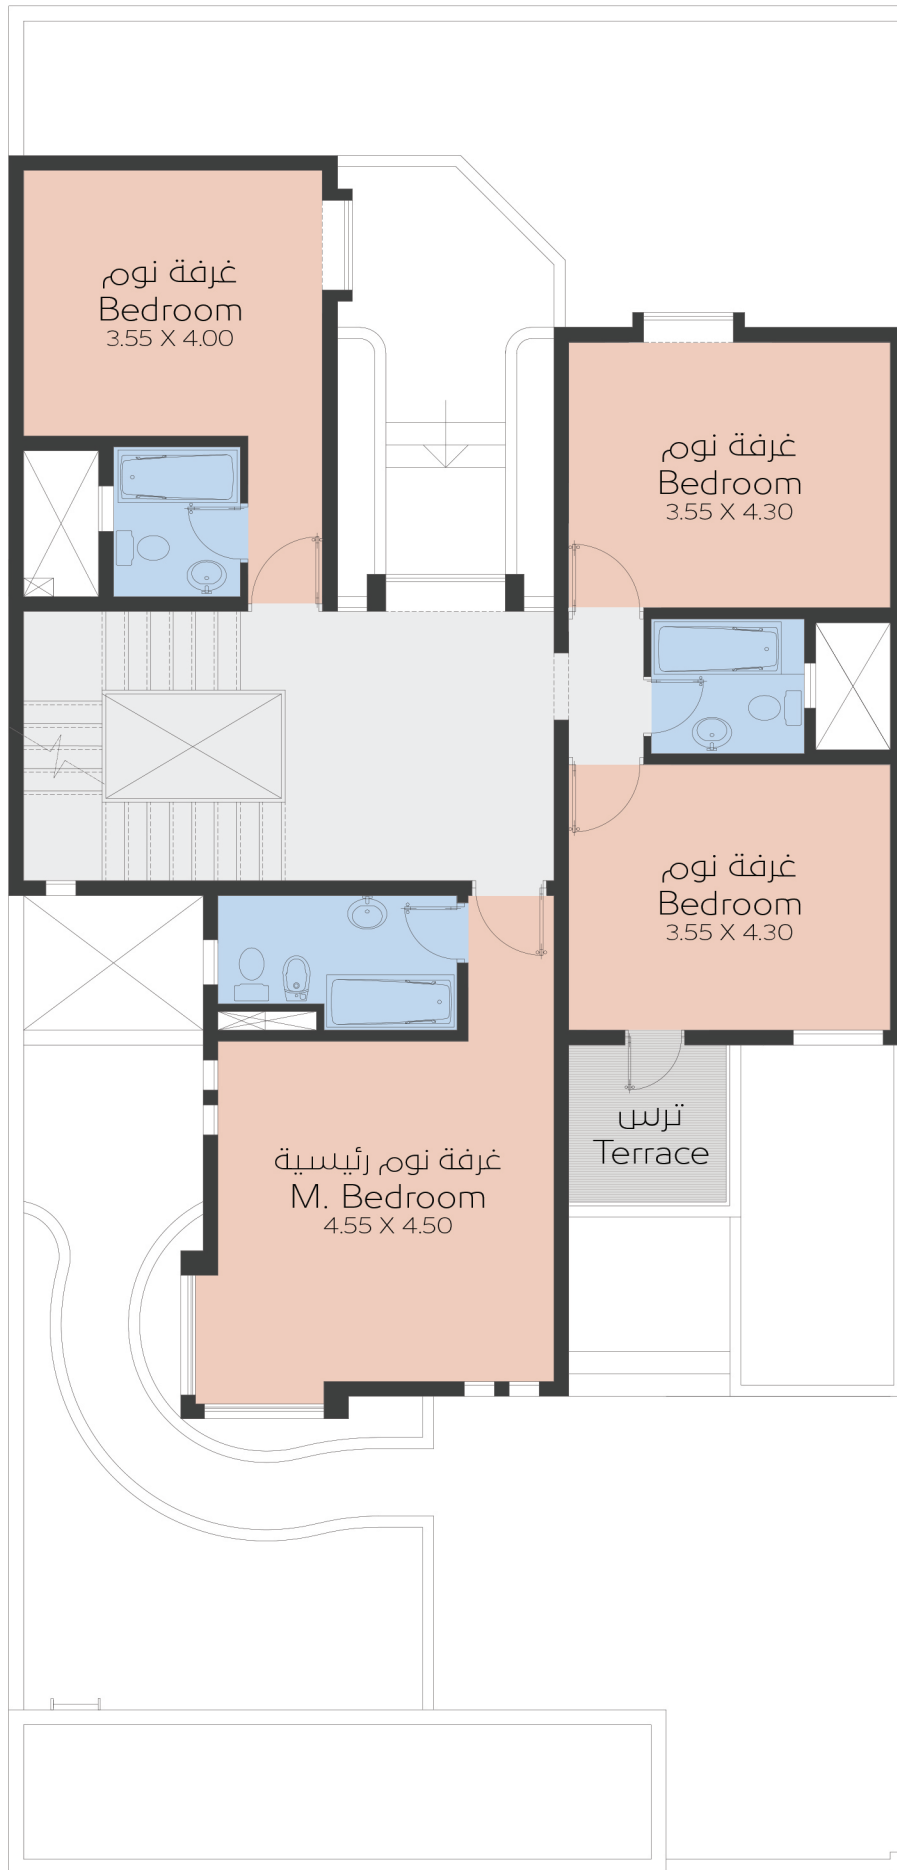 غرفة نوم
Bedroom
3.55 X 4.00
غرفة نوم
Bedroom
3.55 X 4.30
غرفة نوم
Bedroom
3.55 X 4.30
ترس
Terrace
غرفة نوم رئيسية
M. Bedroom
4.55 X 4.50